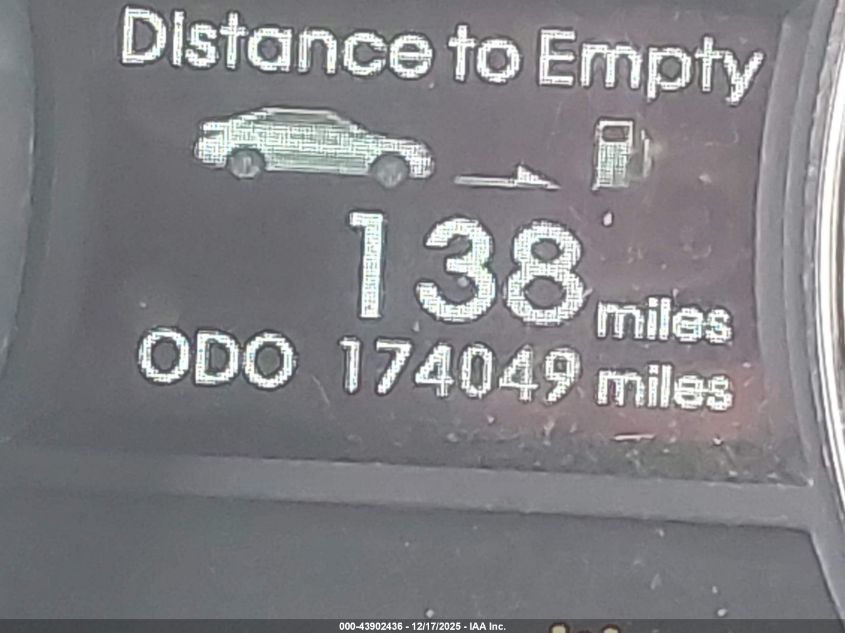 Distance to Empty
138 miles
ODO 174049 miles
000-43902436 - 12/17/2025 - IAA Inc.